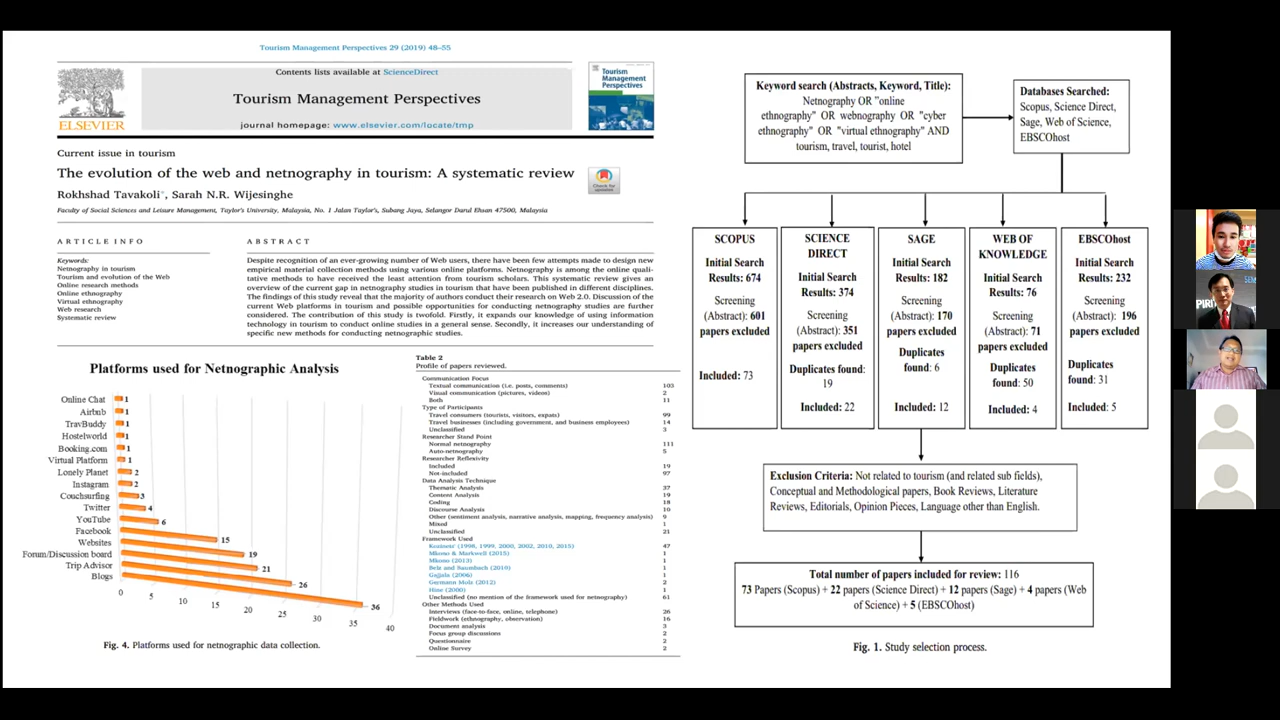 Tourism Management Perspectives 29 (2019) 48–55
Contents lists available at ScienceDirect
Tourism Management Perspectives
journal homepage: www.elsevier.com/locate/tmp
ELSEVIER
Tourism
Management
Perspectives
Current issue in tourism
The evolution of the web and netnography in tourism: A systematic review
Check for
updates
Rokhshad Tavakoli*, Sarah N.R. Wijesinghe
Faculty of Social Sciences and Leisure Management, Taylor's University, Malaysia, No. 1 Jalan Taylor's, Subang Jaya, Selangor Darul Ehsan 47500, Malaysia
ARTICLE INFO
Keywords:
Netnography in tourism
Tourism and evolution of the Web
Online research methods
Online ethnography
Virtual ethnography
Web research
Systematic review
ABSTRACT
Despite recognition of an ever-growing number of Web users, there have been few attempts made to design new
empirical material collection methods using various online platforms. Netnography is among the online quali-
tative methods to have received the least attention from tourism scholars. This systematic review gives an
overview of the current gap in netnography studies in tourism that have been published in different disciplines.
The findings of this study reveal that the majority of authors conduct their research on Web 2.0. Discussion of the
current Web platforms in tourism and possible opportunities for conducting netnography studies are further
considered. The contribution of this study is twofold. Firstly, it expands our knowledge of using information
technology in tourism to conduct online studies in a general sense. Secondly, it increases our understanding of
specific new methods for conducting netnographic studies.
Platforms used for Netnographic Analysis
Online Chat 1
Airbnb 1
TravBuddy 1
Hostelworld 1
Booking.com 1
Virtual Platform 1
Lonely Planet 2
Instagram 2
Couchsurfing 3
Twitter 4
YouTube 6
Facebook 15
Websites 19
Forum/Discussion board 21
Trip Advisor 26
Blogs 36
0 5 10 15 20 25 30 35 40
Fig. 4. Platforms used for netnographic data collection.
Table 2
Profile of papers reviewed.
Communication Focus
Textual communication (i.e. posts, comments) 103
Visual communication (pictures, videos) 2
Both 11
Type of Participants
Travel consumers (tourists, visitors, expats) 99
Travel businesses (including government, and business employees) 14
Unclassified 3
Researcher Stand Point
Normal netnography 111
Auto-netnography 5
Researcher Reflexivity
Included 19
Not-included 97
Data Analysis Technique
Thematic Analysis 37
Content Analysis 19
Coding 18
Discourse Analysis 10
Other (sentiment analysis, narrative analysis, mapping, frequency analysis) 9
Mixed 1
Unclassified 21
Framework Used
Kozinets' (1998, 1999, 2000, 2002, 2010, 2015) 47
Mkono & Markwell (2015) 1
Mkono (2013) 1
Belz and Baumbach (2010) 1
Gajjala (2006) 1
Germann Molz (2012) 2
Hine (2000) 1
Unclassified (no mention of the framework used for netnography) 61
Other Methods Used
Interviews (face-to-face, online, telephone) 26
Fieldwork (ethnography, observation) 16
Document analysis 3
Focus group discussions 2
Questionnaire 2
Online Survey 2
Keyword search (Abstracts, Keyword, Title):
Netnography OR "online
ethnography" OR webnography OR "cyber
ethnography" OR "virtual ethnography" AND
tourism, travel, tourist, hotel
Databases Searched:
Scopus, Science Direct,
Sage, Web of Science,
EBSCOhost
SCOPUS
Initial Search
Results: 674
Screening
(Abstract): 601
papers excluded
Included: 73
SCIENCE
DIRECT
Initial Search
Results: 374
Screening
(Abstract): 351
papers excluded
Duplicates found:
19
Included: 22
SAGE
Initial Search
Results: 182
Screening
(Abstract): 170
papers excluded
Duplicates
found: 6
Included: 12
WEB OF
KNOWLEDGE
Initial Search
Results: 76
Screening
(Abstract): 71
papers excluded
Duplicates
found: 50
Included: 4
EBSCOhost
Initial Search
Results: 232
Screening
(Abstract): 196
papers excluded
Duplicates
found: 31
Included: 5
Exclusion Criteria: Not related to tourism (and related sub fields),
Conceptual and Methodological papers, Book Reviews, Literature
Reviews, Editorials, Opinion Pieces, Language other than English.
Total number of papers included for review: 116
73 Papers (Scopus) + 22 papers (Science Direct) + 12 papers (Sage) + 4 papers (Web
of Science) + 5 (EBSCOhost)
Fig. 1. Study selection process.